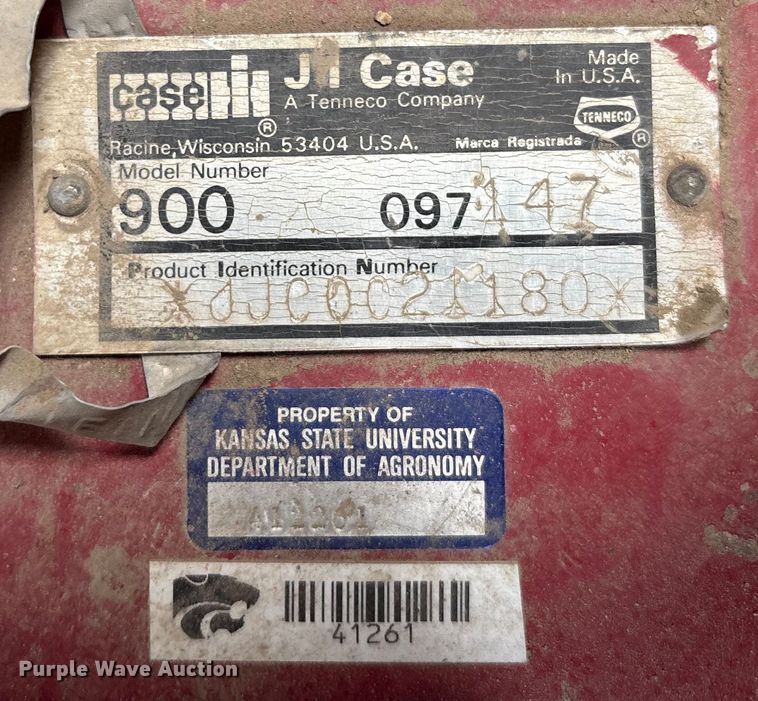 case IH
J I Case
A Tenneco Company
Made
In U.S.A.
TENNECO
®
®
Racine, Wisconsin 53404 U.S.A. Marca Registrada
Model Number
900 097 147
Product Identification Number
PROPERTY OF
KANSAS STATE UNIVERSITY
DEPARTMENT OF AGRONOMY
41261
Purple Wave Auction